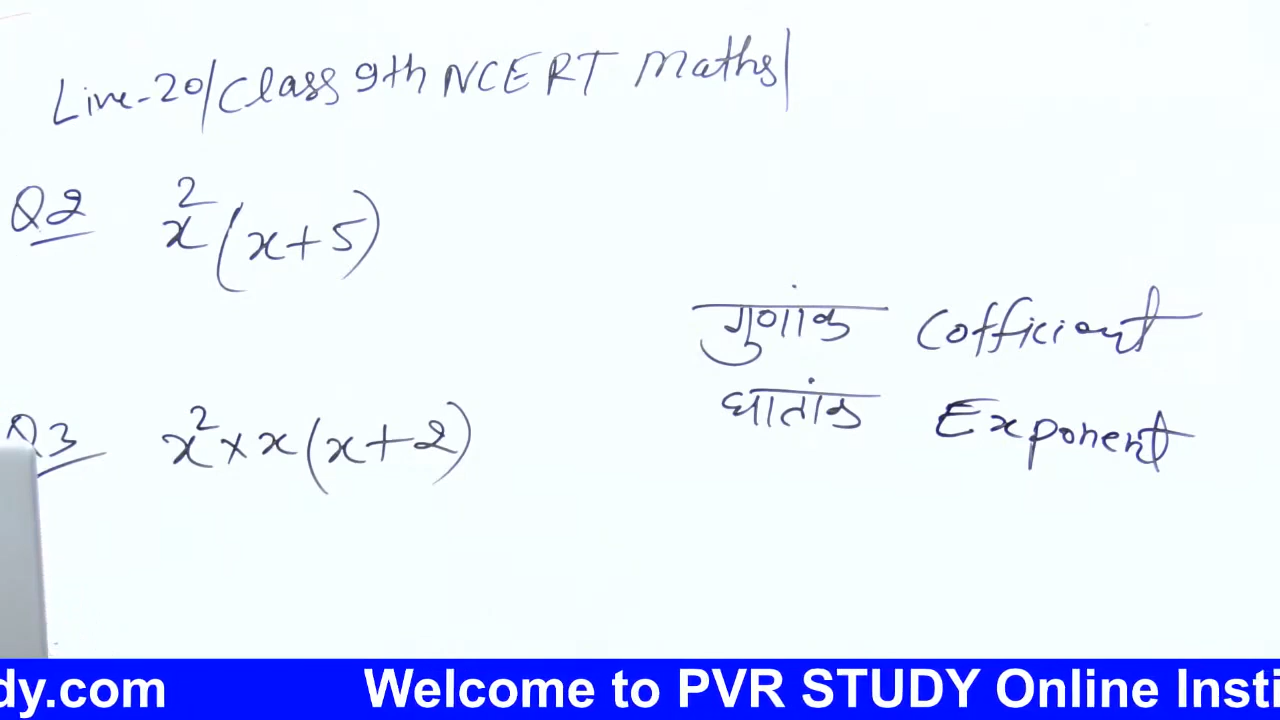 Live-20/Class 9th NCERT Maths/
Q2 x²(x+5)
गुणांक Cofficient
घातांक Exponent
Q3 x²×x(x+2)
dy.com Welcome to PVR STUDY Online Insti